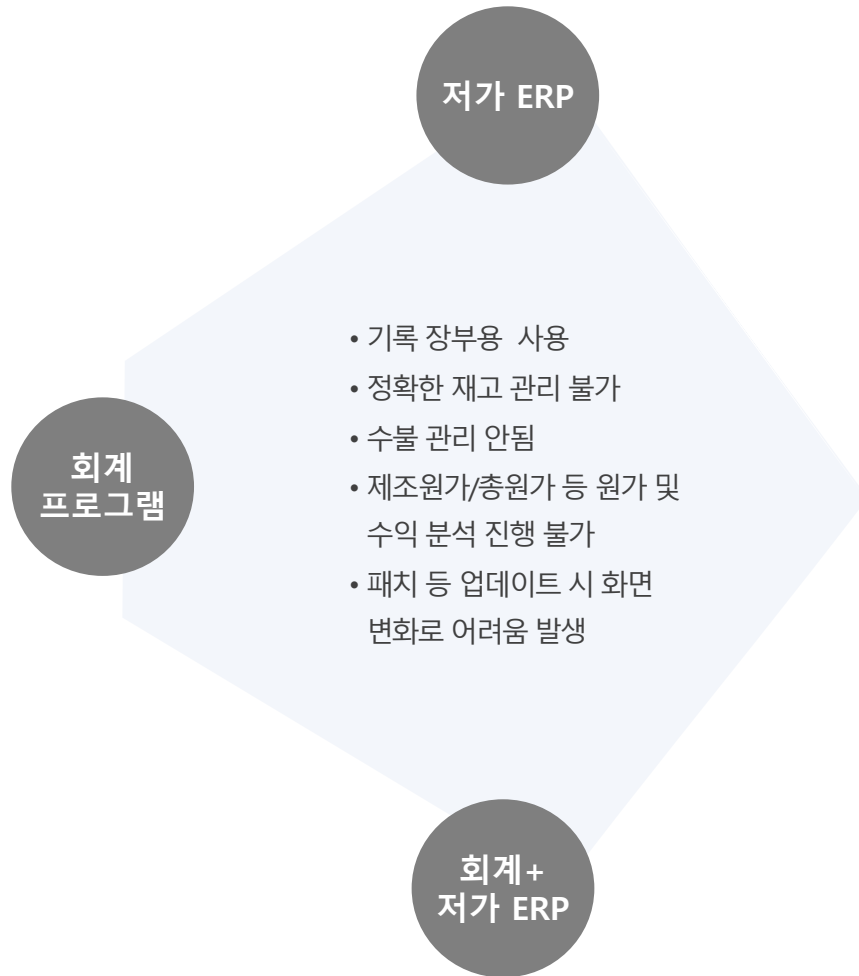 저가 ERP
• 기록 장부용  사용
• 정확한 재고 관리 불가
• 수불 관리 안됨
• 제조원가/총원가 등 원가 및
수익 분석 진행 불가
• 패치 등 업데이트 시 화면
변화로 어려움 발생
회계
프로그램
회계+
저가 ERP